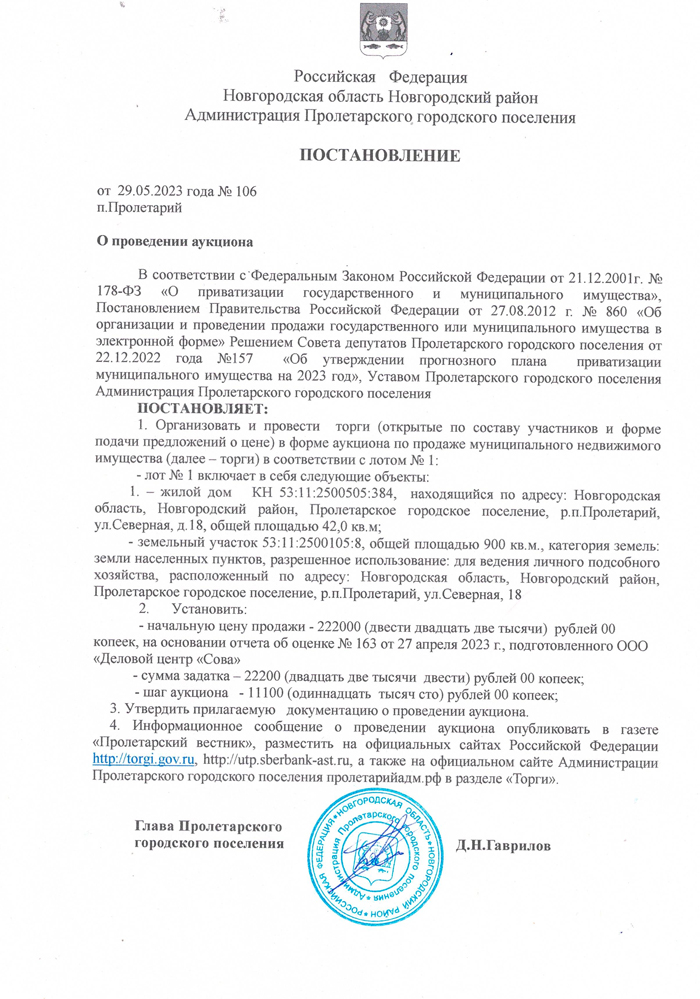 Российская Федерация
Новгородская область Новгородский район
Администрация Пролетарского городского поселения
ПОСТАНОВЛЕНИЕ
от 29.05.2023 года № 106
п.Пролетарий
О проведении аукциона
В соответствии с Федеральным Законом Российской Федерации от 21.12.2001г. №
178-ФЗ «О приватизации государственного и муниципального имущества»,
Постановлением Правительства Российской Федерации от 27.08.2012 г. № 860 «Об
организации и проведении продажи государственного или муниципального имущества в
электронной форме» Решением Совета депутатов Пролетарского городского поселения от
22.12.2022 года №157 «Об утверждении прогнозного плана приватизации
муниципального имущества на 2023 год», Уставом Пролетарского городского поселения
Администрация Пролетарского городского поселения
ПОСТАНОВЛЯЕТ:
1. Организовать и провести торги (открытые по составу участников и форме
подачи предложений о цене) в форме аукциона по продаже муниципального недвижимого
имущества (далее – торги) в соответствии с лотом № 1:
- лот № 1 включает в себя следующие объекты:
1. – жилой дом КН 53:11:2500505:384, находящийся по адресу: Новгородская
область, Новгородский район, Пролетарское городское поселение, р.п.Пролетарий,
ул.Северная, д.18, общей площадью 42,0 кв.м;
- земельный участок 53:11:2500105:8, общей площадью 900 кв.м., категория земель:
земли населенных пунктов, разрешенное использование: для ведения личного подсобного
хозяйства, расположенный по адресу: Новгородская область, Новгородский район,
Пролетарское городское поселение, р.п.Пролетарий, ул.Северная, 18
2. Установить:
- начальную цену продажи - 222000 (двести двадцать две тысячи) рублей 00
копеек, на основании отчета об оценке № 163 от 27 апреля 2023 г., подготовленного ООО
«Деловой центр «Сова»
- сумма задатка – 22200 (двадцать две тысячи двести) рублей 00 копеек;
- шаг аукциона - 11100 (одиннадцать тысяч сто) рублей 00 копеек;
3. Утвердить прилагаемую документацию о проведении аукциона.
4. Информационное сообщение о проведении аукциона опубликовать в газете
«Пролетарский вестник», разместить на официальных сайтах Российской Федерации
http://torgi.gov.ru, http://utp.sberbank-ast.ru, а также на официальном сайте Администрации
Пролетарского городского поселения пролетарийадм.рф в разделе «Торги».
Глава Пролетарского
городского поселения Д.Н.Гаврилов
РОССИЙСКАЯ ФЕДЕРАЦИЯ * НОВГОРОДСКАЯ ОБЛАСТЬ * НОВГОРОДСКИЙ РАЙОН *
Администрация Пролетарского городского поселения *